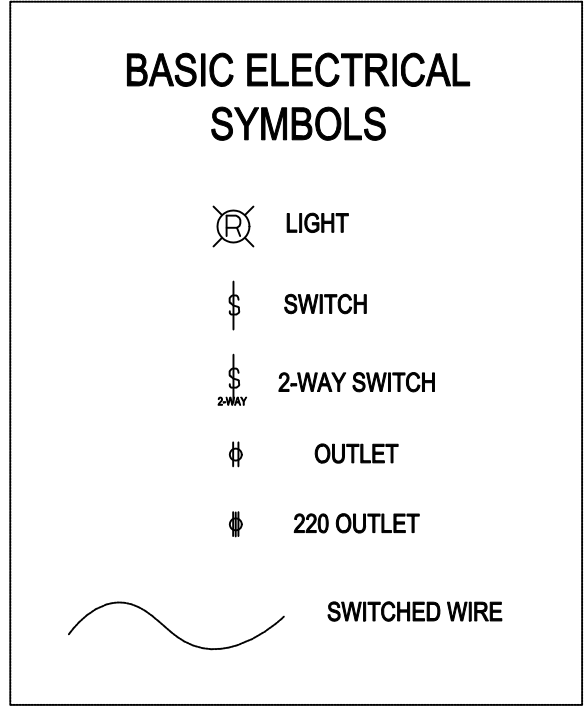 BASIC ELECTRICAL
SYMBOLS
R LIGHT
S SWITCH
S 2-WAY SWITCH
2-WAY
OUTLET
220 OUTLET
SWITCHED WIRE